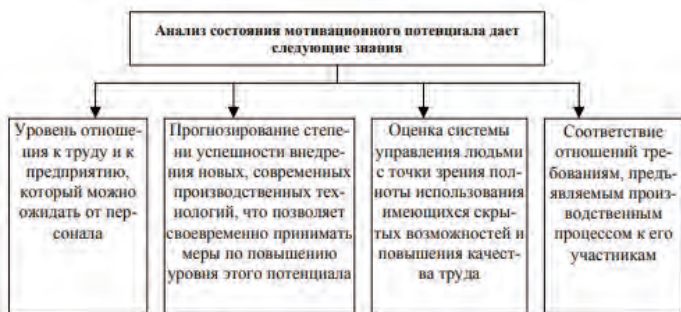 Анализ состояния мотивационного потенциала дает
следующие знания
Уровень отноше-
ния к труду и к
предприятию,
который можно
ожидать от пер-
сонала
Прогнозирование степе-
ни успешности внед-
рения новых, современных
производственных тех-
нологий, что позволяет
своевременно принимать
меры по повышению
уровня этого потенциала
Оценка системы
управления людьми
с точки зрения пол-
ноты использования
имеющихся скры-
тых возможностей и
повышения качест-
ва труда
Соответствие
отношений тре-
бованиям, предъ-
являемым произ-
водственным
процессом к его
участникам